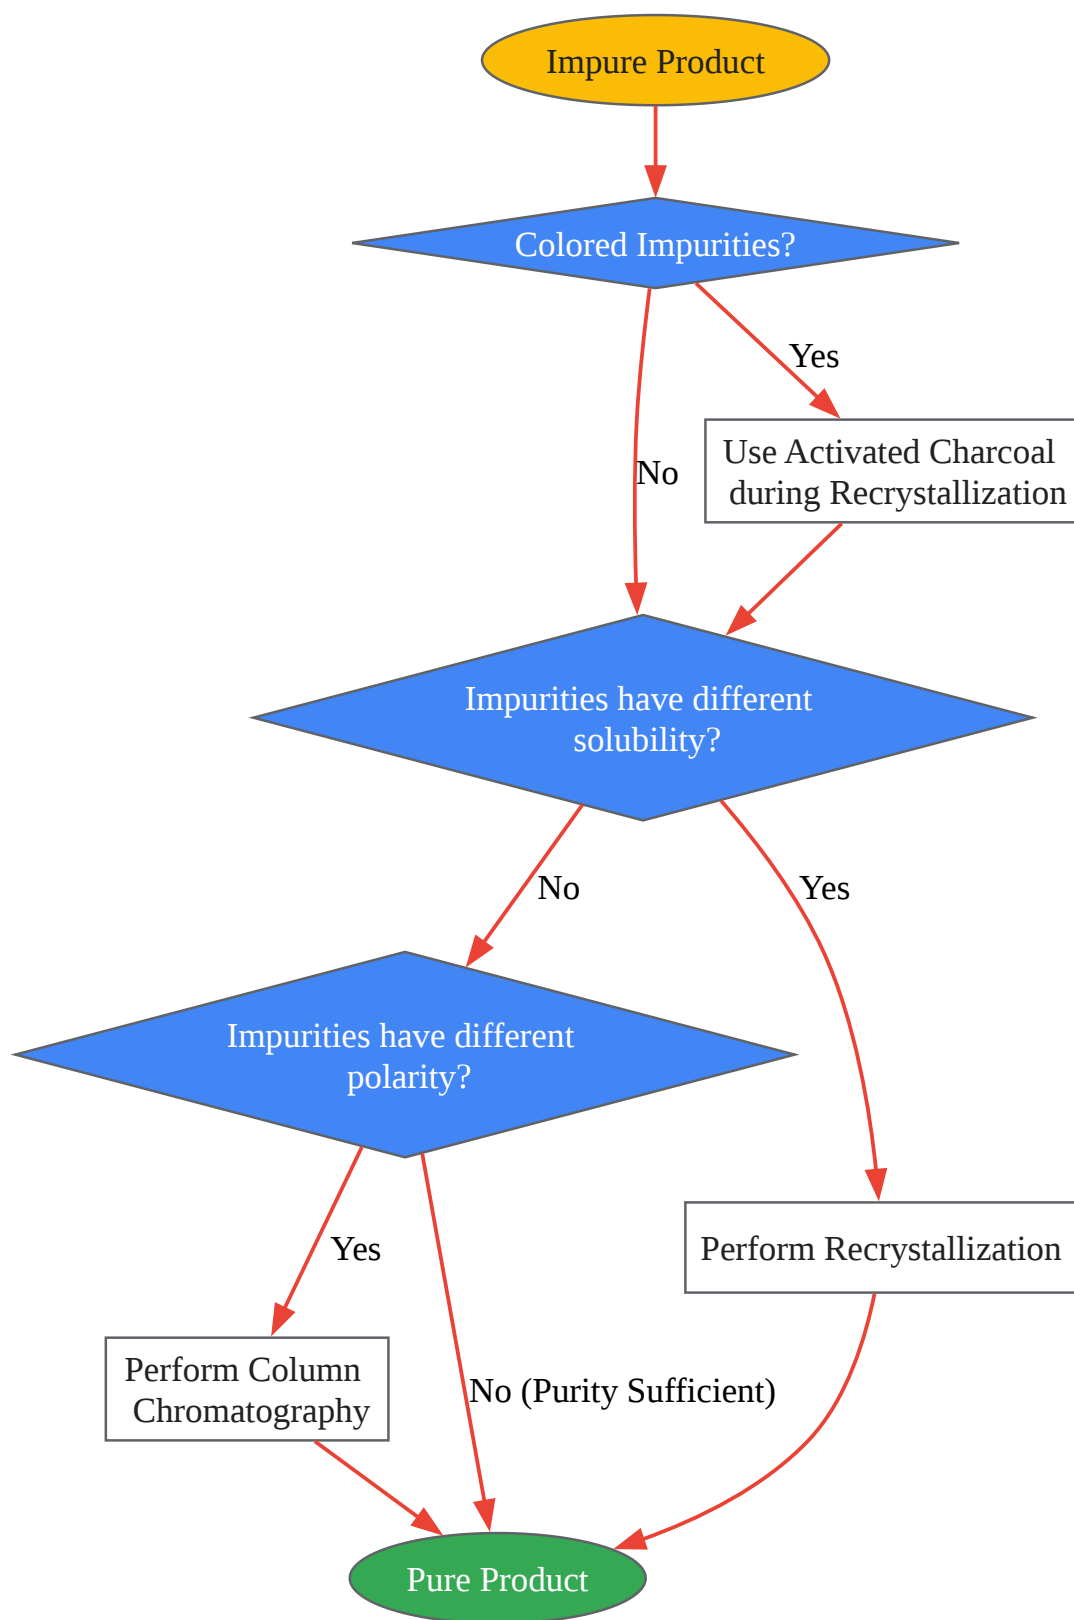 Impure Product
Colored Impurities?
Yes
Use Activated Charcoal
during Recrystallization
No
Impurities have different
solubility?
No
Yes
Impurities have different
polarity?
Yes
Perform Recrystallization
Perform Column
Chromatography
No (Purity Sufficient)
Pure Product